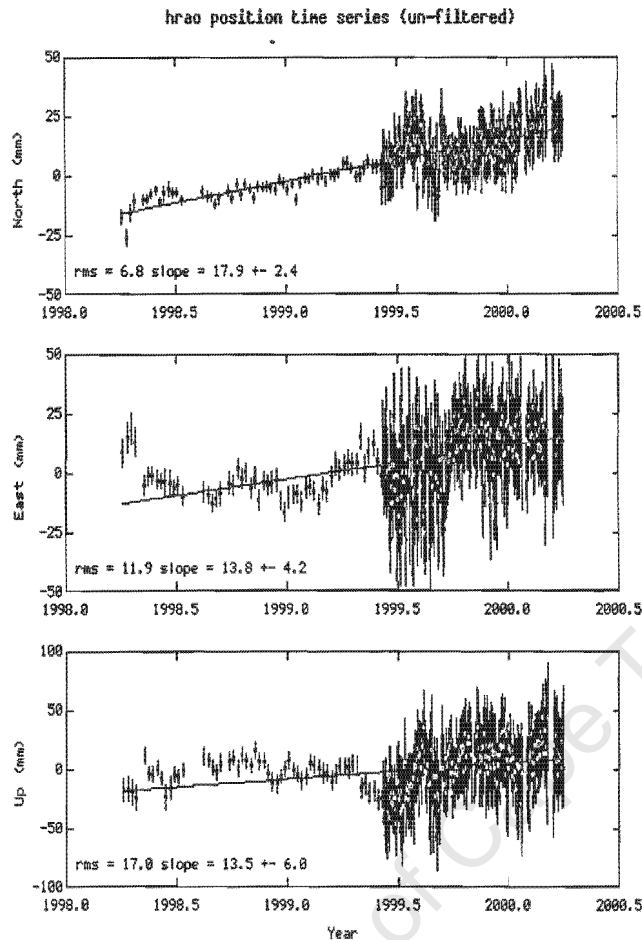 hrao position time series (un-filtered)
50
25
0
-25
-50
North (mm)
rms = 6.8 slope = 17.9 +- 2.4
1998.0 1998.5 1999.0 1999.5 2000.0 2000.5
50
25
0
-25
-50
East (mm)
rms = 11.9 slope = 13.8 +- 4.2
1998.0 1998.5 1999.0 1999.5 2000.0 2000.5
100
50
0
-50
-100
Up (mm)
rms = 17.0 slope = 13.5 +- 6.0
1998.0 1998.5 1999.0 1999.5 2000.0 2000.5
Year
of Cape T